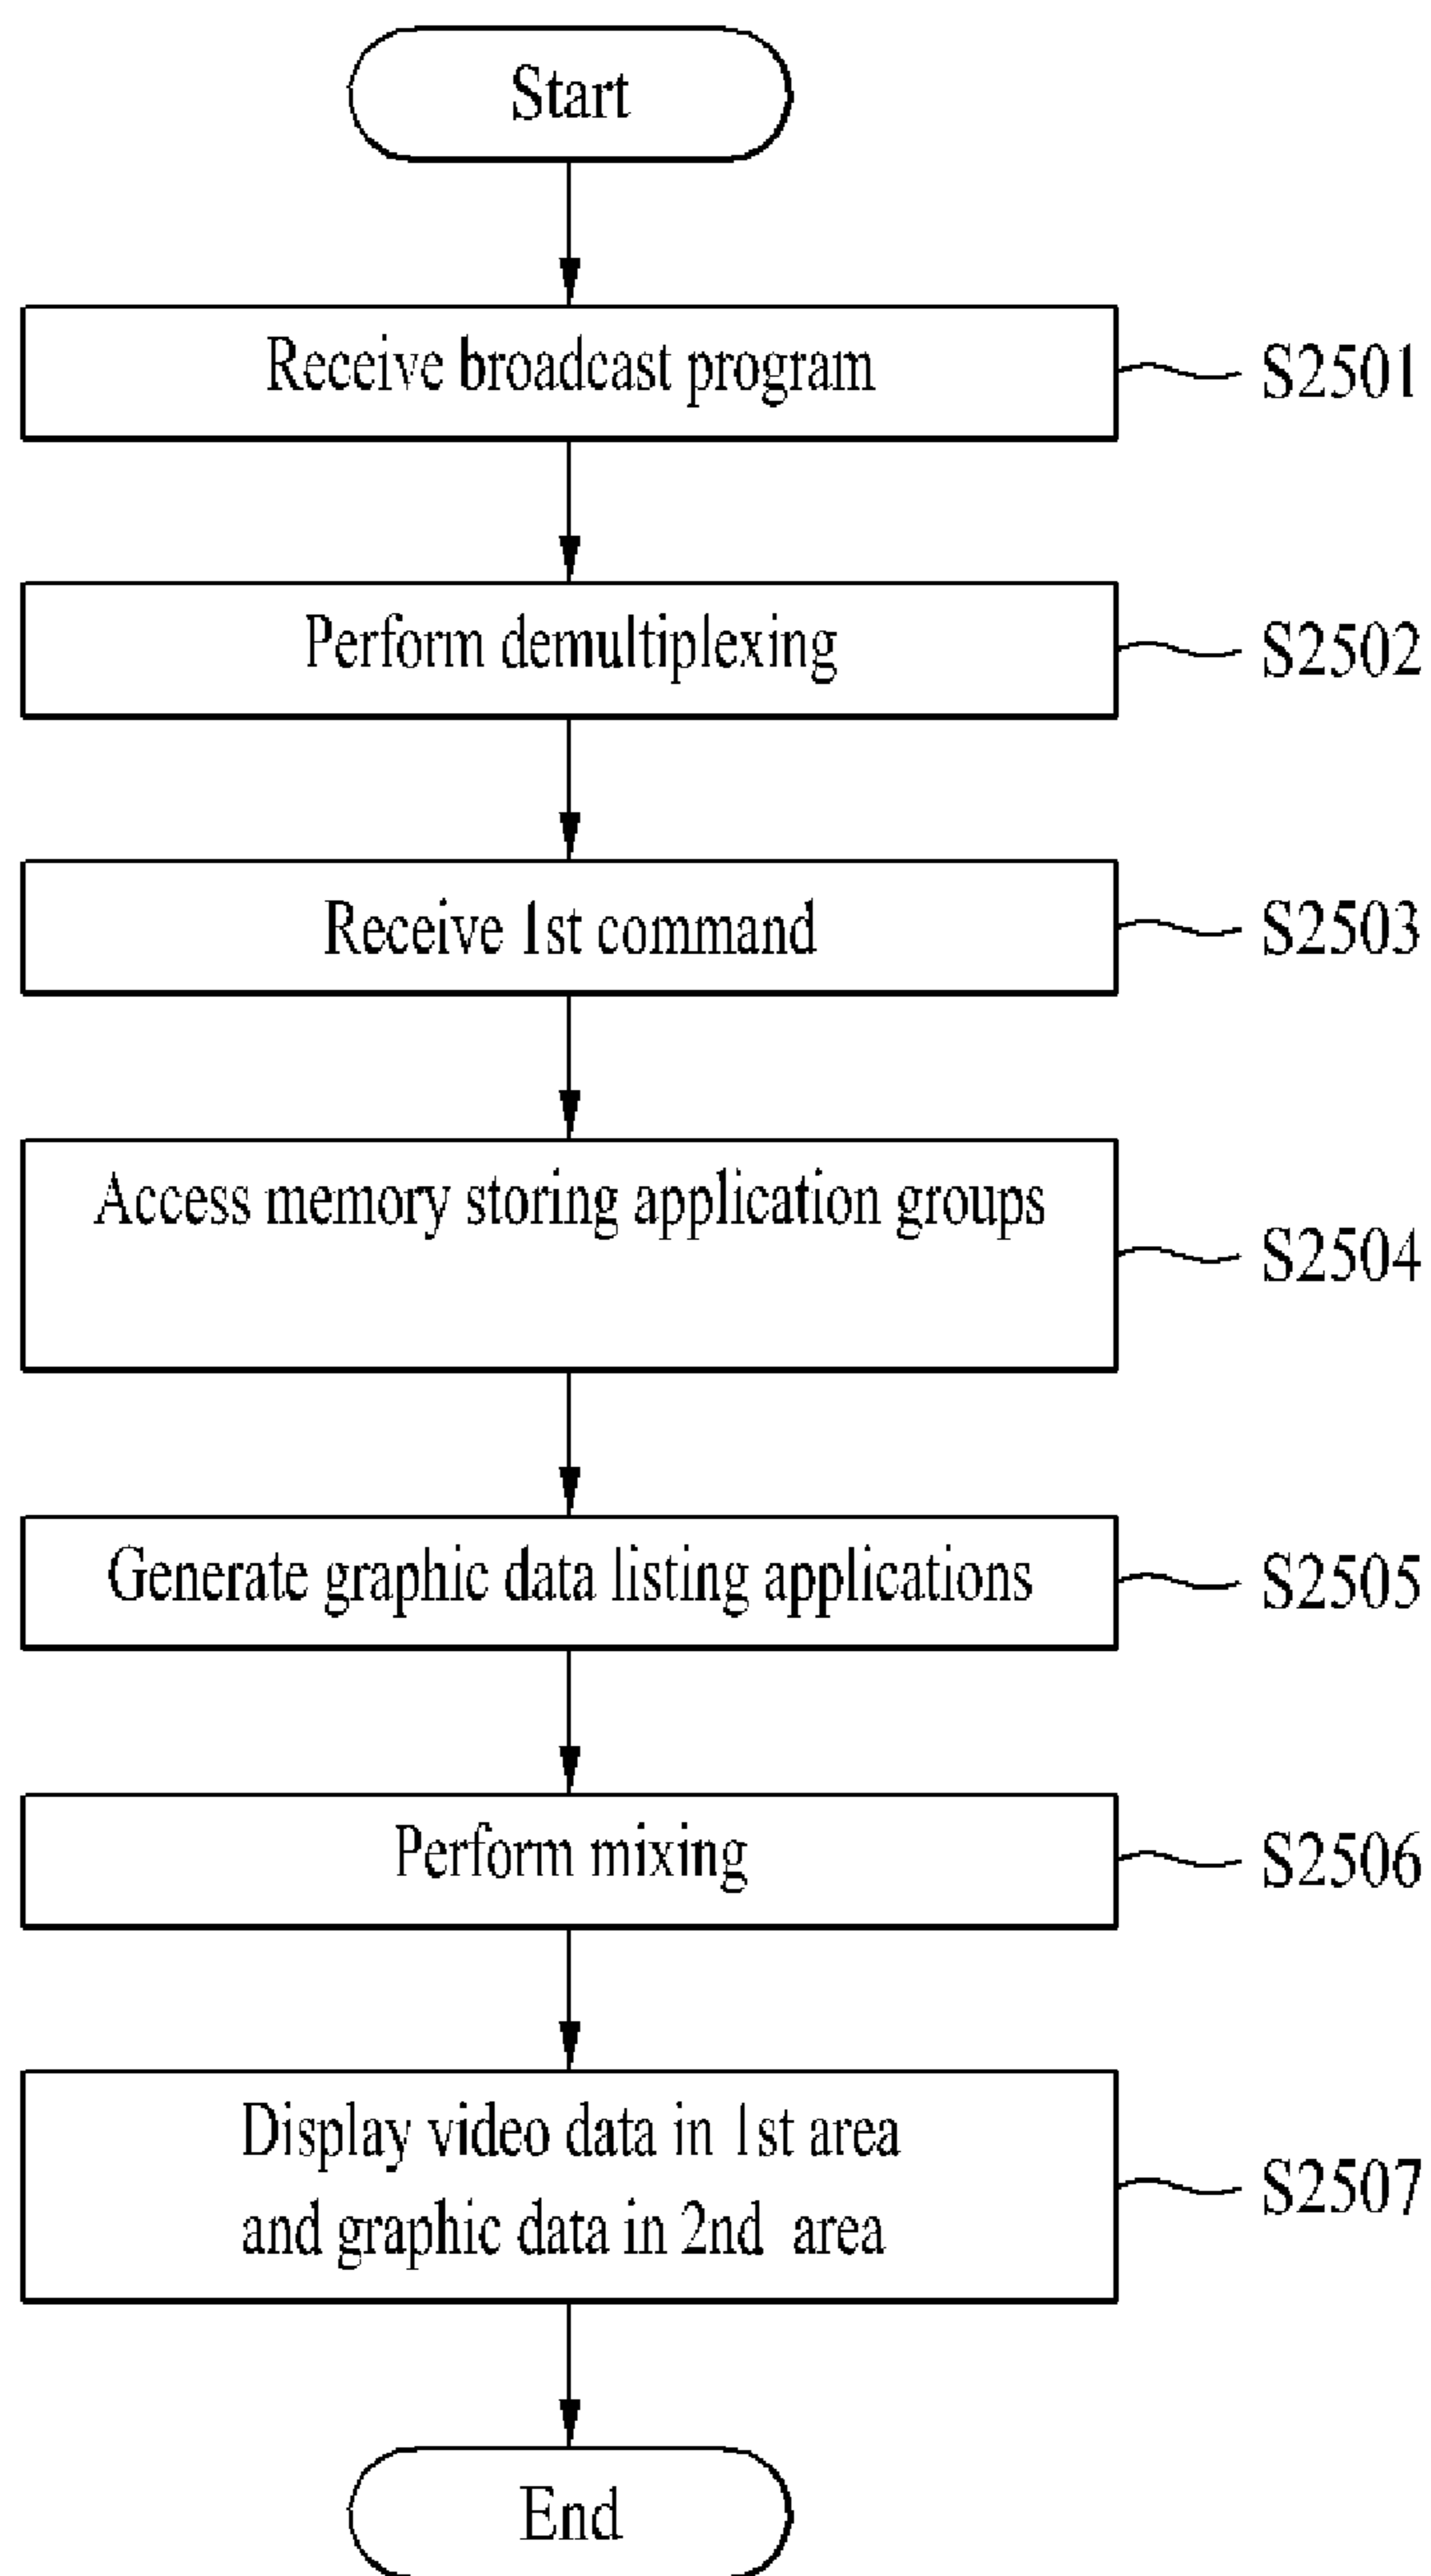 Start
Receive broadcast program
S2501
Perform demultiplexing
S2502
Receive 1st command
S2503
Access memory storing application groups
S2504
Generate graphic data listing applications
S2505
Perform mixing
S2506
Display video data in 1st area
and graphic data in 2nd area
S2507
End